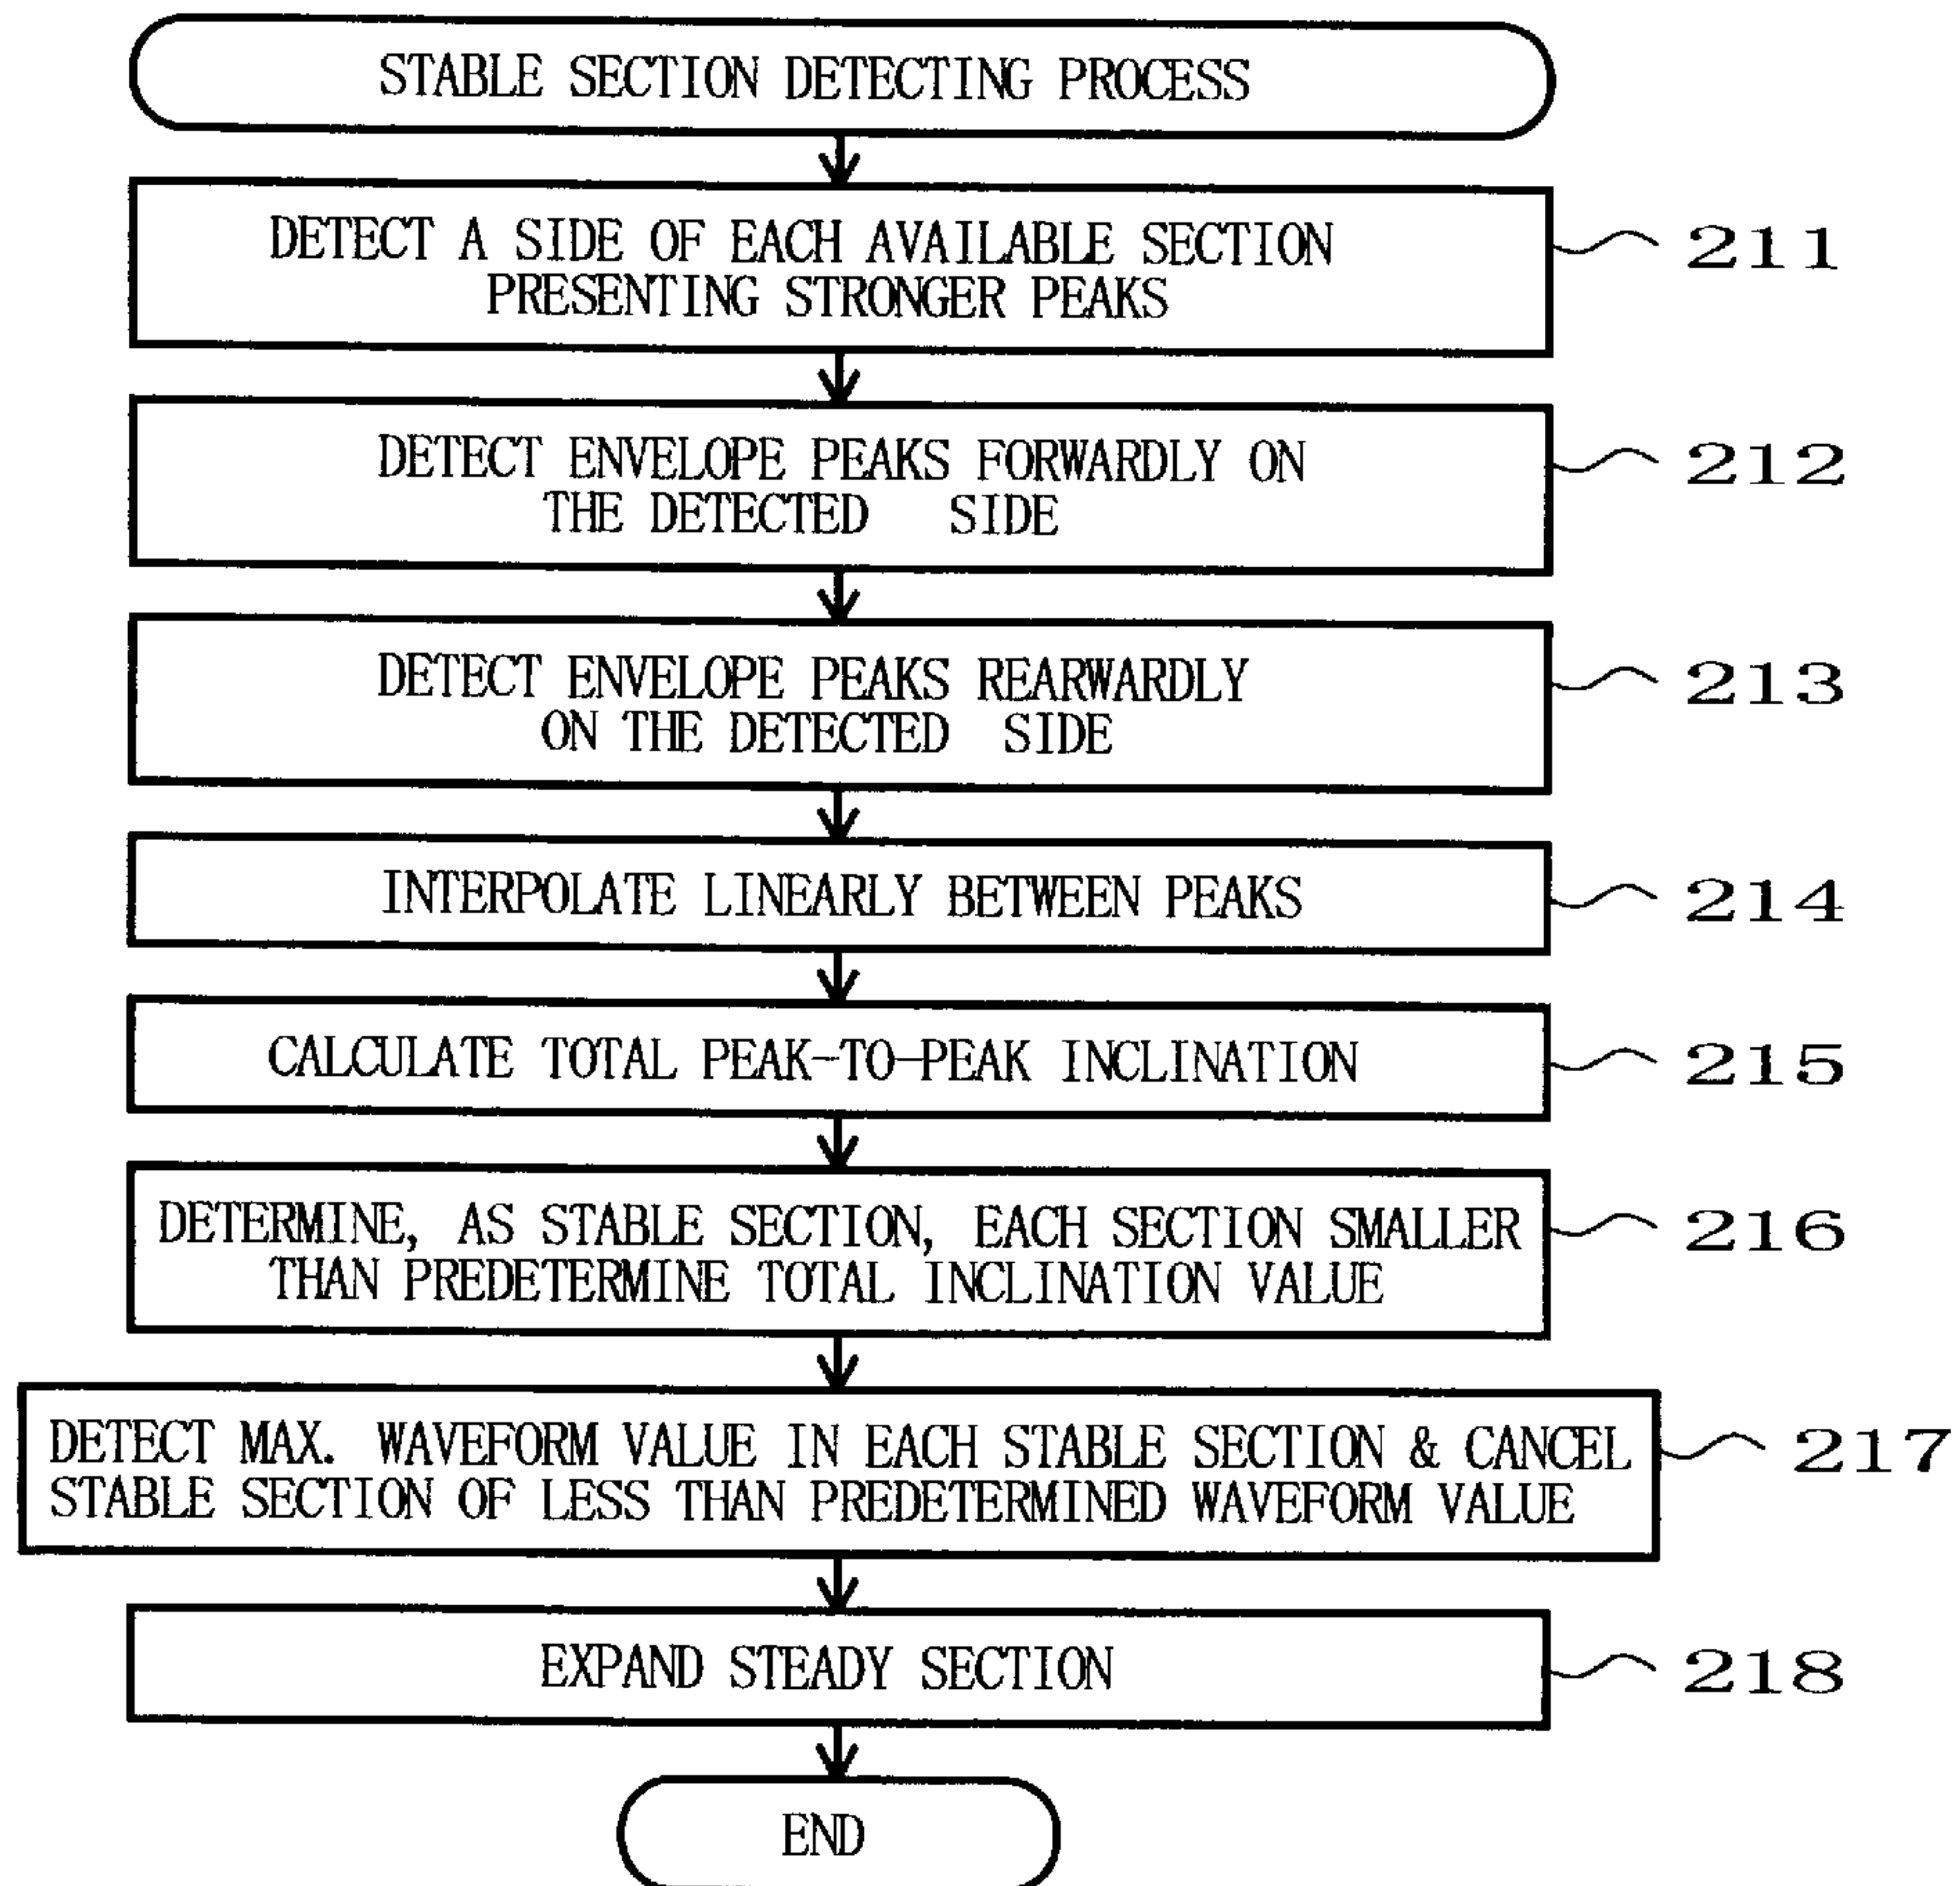 STABLE SECTION DETECTING PROCESS
DETECT A SIDE OF EACH AVAILABLE SECTION
PRESENTING STRONGER PEAKS
211
DETECT ENVELOPE PEAKS FORWARDLY ON
THE DETECTED SIDE
212
DETECT ENVELOPE PEAKS REARWARDLY
ON THE DETECTED SIDE
213
INTERPOLATE LINEARLY BETWEEN PEAKS
214
CALCULATE TOTAL PEAK-TO-PEAK INCLINATION
215
DETERMINE, AS STABLE SECTION, EACH SECTION SMALLER
THAN PREDETERMINE TOTAL INCLINATION VALUE
216
DETECT MAX. WAVEFORM VALUE IN EACH STABLE SECTION & CANCEL
STABLE SECTION OF LESS THAN PREDETERMINED WAVEFORM VALUE
217
EXPAND STEADY SECTION
218
END